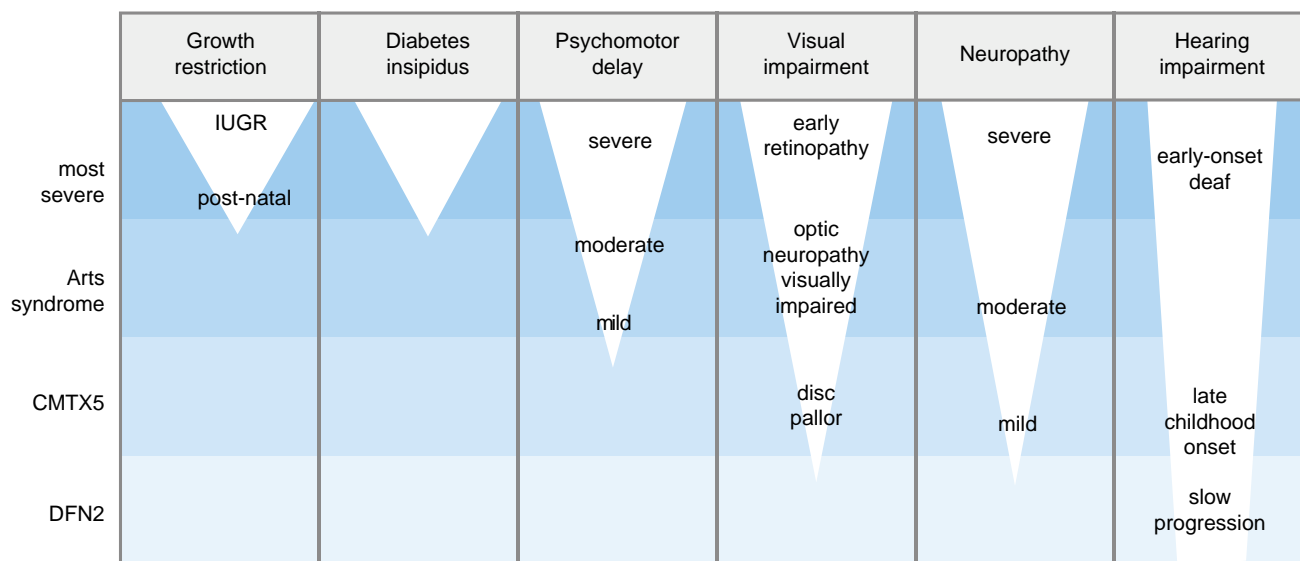 Growth
restriction
Diabetes
insipidus
Psychomotor
delay
Visual
impairment
Neuropathy
Hearing
impairment
most
severe
IUGR
post-natal
severe
early
retinopathy
severe
early-onset
deaf
Arts
syndrome
moderate
mild
optic
neuropathy
visually
impaired
moderate
CMTX5
disc
pallor
mild
late
childhood
onset
DFN2
slow
progression